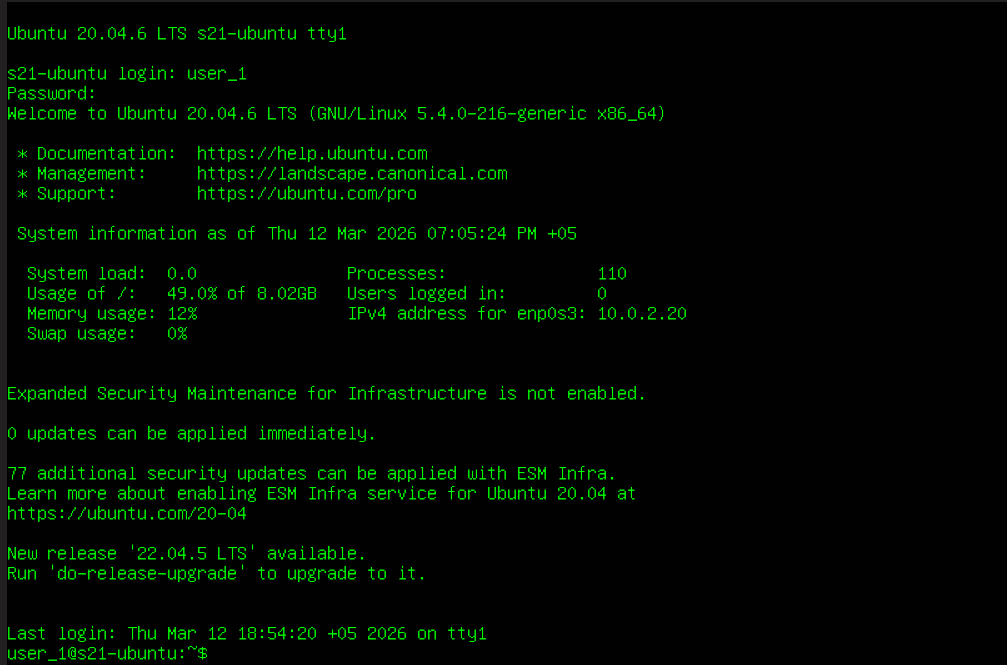 Ubuntu 20.04.6 LTS s21-ubuntu tty1
s21-ubuntu login: user_1
Password:
Welcome to Ubuntu 20.04.6 LTS (GNU/Linux 5.4.0-216-generic x86_64)
* Documentation: https://help.ubuntu.com
* Management: https://landscape.canonical.com
* Support: https://ubuntu.com/pro
System information as of Thu 12 Mar 2026 07:05:24 PM +05
System load: 0.0 Processes: 110
Usage of /: 49.0% of 8.02GB Users logged in: 0
Memory usage: 12% IPv4 address for enp0s3: 10.0.2.20
Swap usage: 0%
Expanded Security Maintenance for Infrastructure is not enabled.
0 updates can be applied immediately.
77 additional security updates can be applied with ESM Infra.
Learn more about enabling ESM Infra service for Ubuntu 20.04 at
https://ubuntu.com/20-04
New release '22.04.5 LTS' available.
Run 'do-release-upgrade' to upgrade to it.
Last login: Thu Mar 12 18:54:20 +05 2026 on tty1
user_1@s21-ubuntu:~$